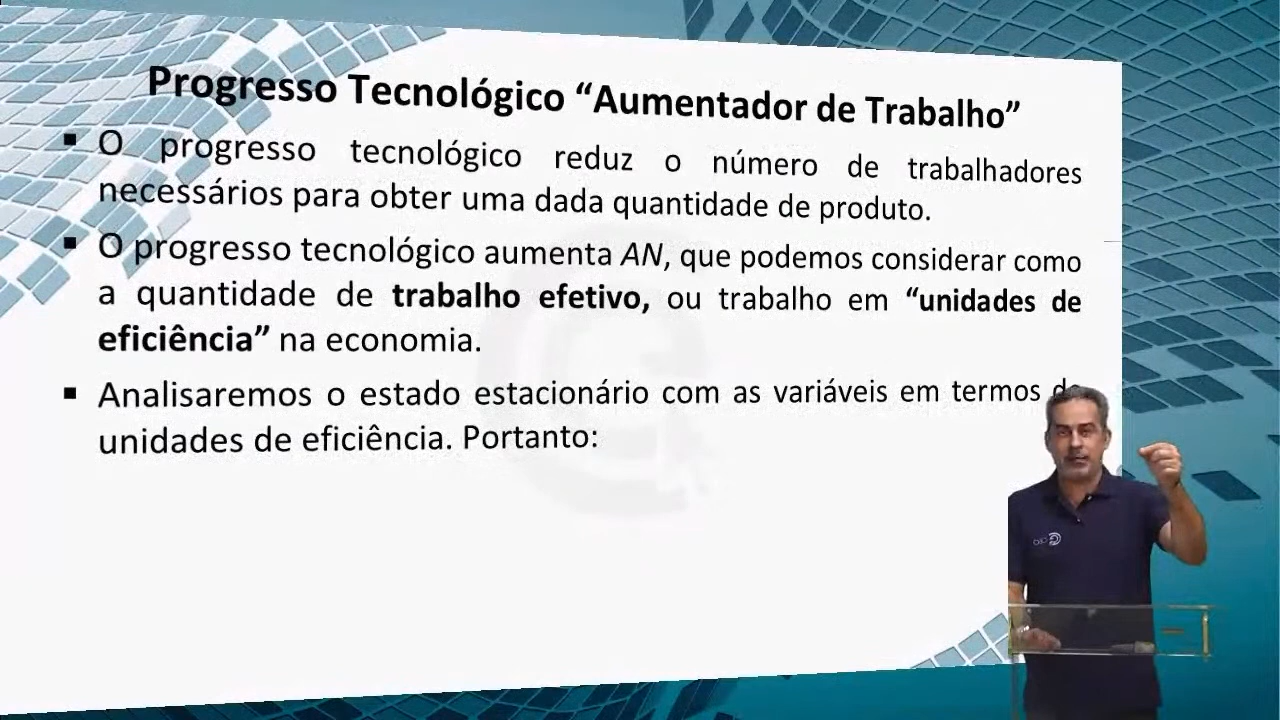 Progresso Tecnológico “Aumentador de Trabalho”
▪ O progresso tecnológico reduz o número de trabalhadores
necessários para obter uma dada quantidade de produto.
▪ O progresso tecnológico aumenta AN, que podemos considerar como
a quantidade de trabalho efetivo, ou trabalho em “unidades de
eficiência” na economia.
▪ Analisaremos o estado estacionário com as variáveis em termos
unidades de eficiência. Portanto: